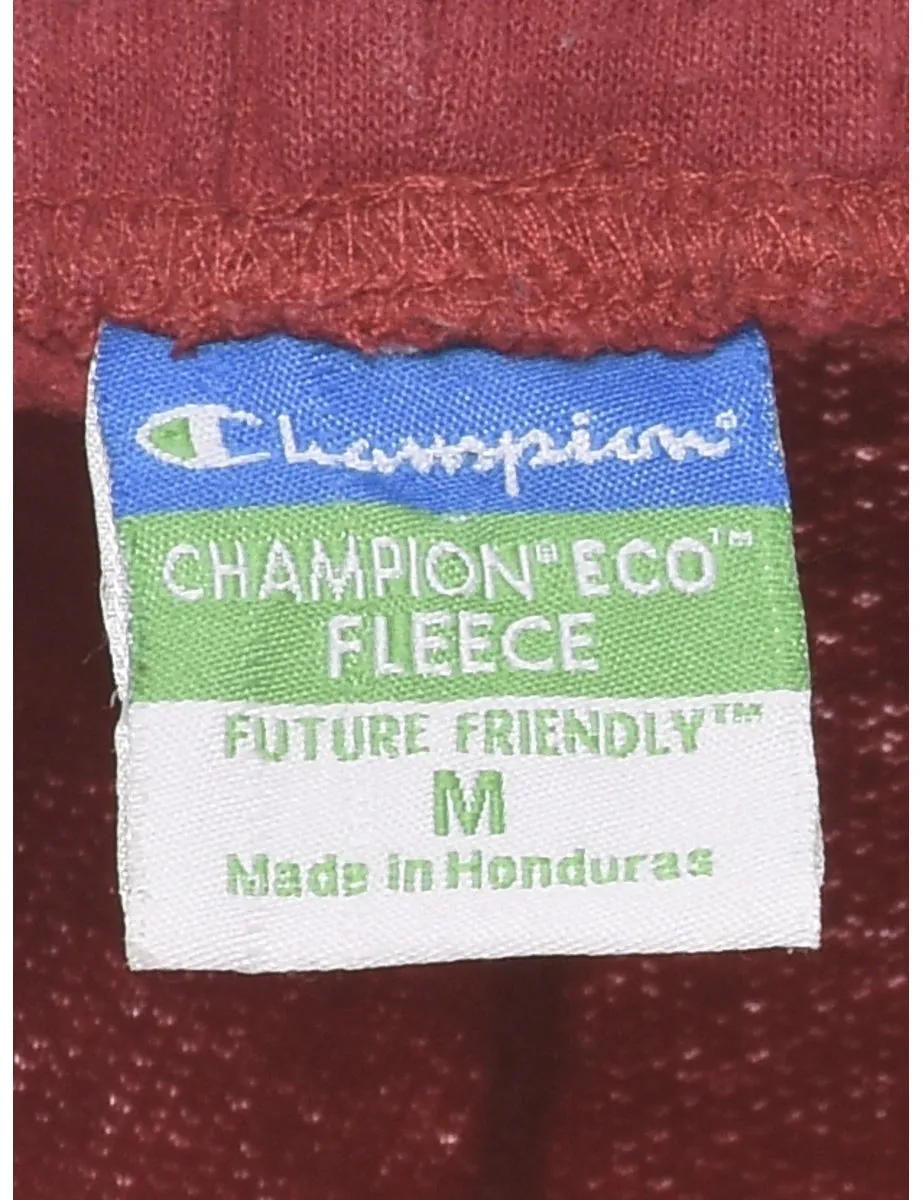 Champion®
CHAMPION® ECO™
FLEECE
FUTURE FRIENDLY™
M
Made in Honduras